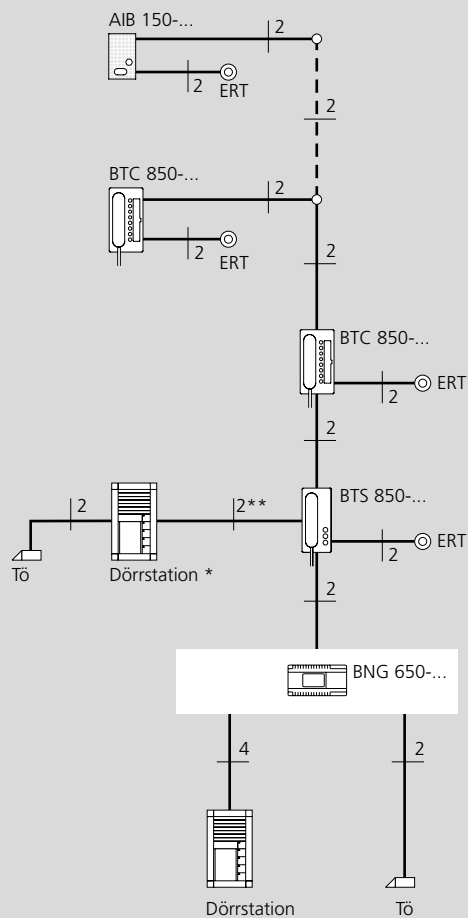 AIB 150-...
2
2
ERT
2
BTC 850-...
2
2
ERT
2
BTC 850-...
2
ERT
2
BTS 850-...
2
2**
2
ERT
Tö
Dörrstation *
2
BNG 650-...
4
2
Dörrstation
Tö